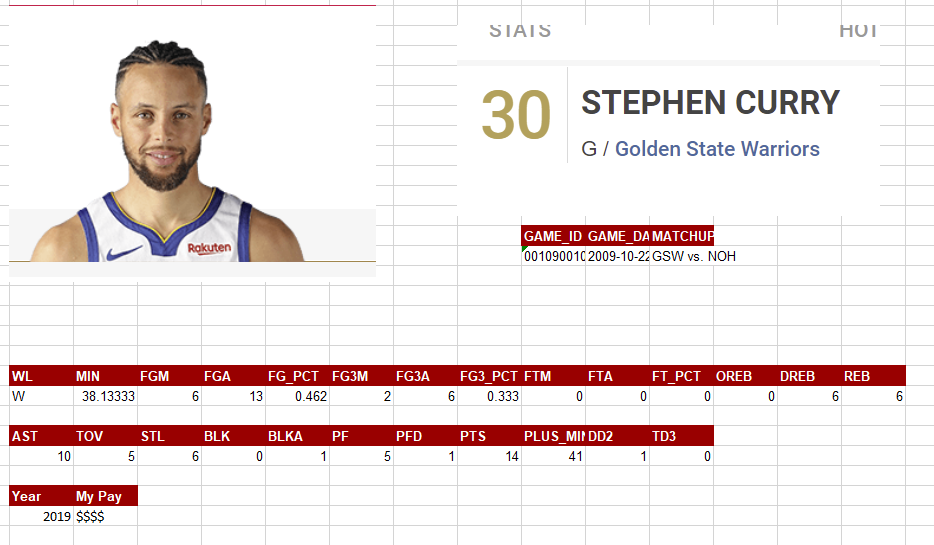 STATS HOT
30 STEPHEN CURRY
G / Golden State Warriors
Rakuten
GAME_ID GAME_DA MATCHUP
001090010 2009-10-22 GSW vs. NOH
WL MIN FGM FGA FG_PCT FG3M FG3A FG3_PCT FTM FTA FT_PCT OREB DREB REB
W 38.13333 6 13 0.462 2 6 0.333 0 0 0 0 6 6
AST TOV STL BLK BLKA PF PFD PTS PLUS_MIN DD2 TD3
10 5 6 0 1 5 1 14 41 1 0
Year My Pay
2019 $$$$